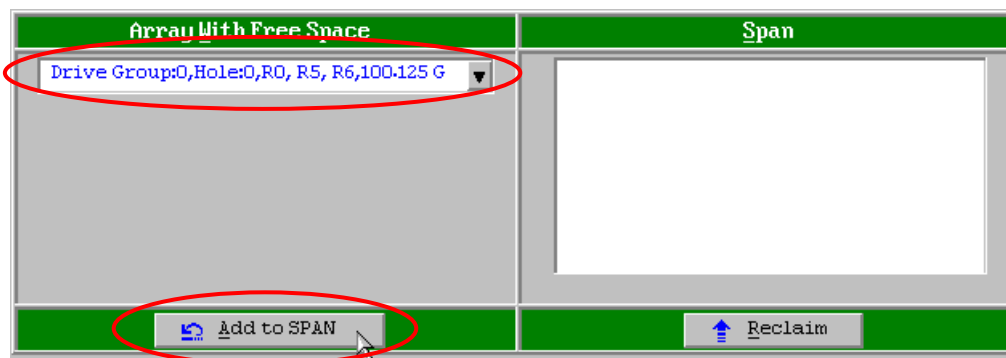 Array With Free Space
Span
Drive Group:0,Hole:0,R0, R5, R6,100.125 G
Add to SPAN
Reclaim